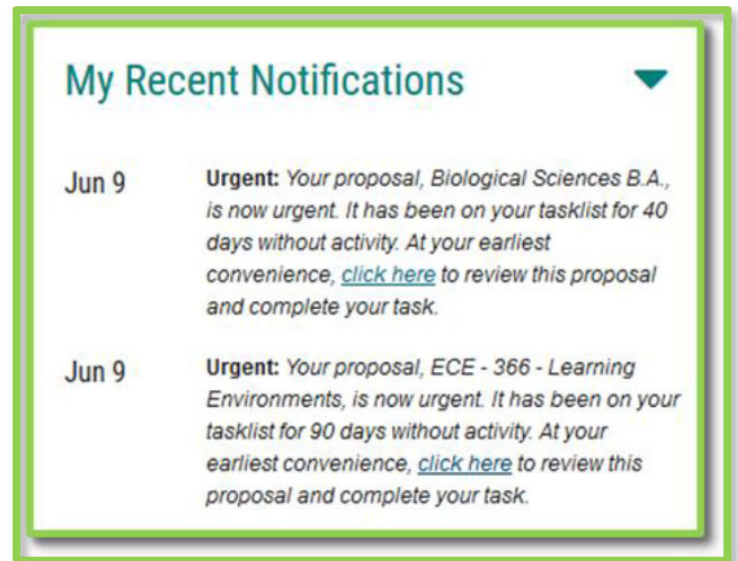 My Recent Notifications
Jun 9
Urgent: Your proposal, Biological Sciences B.A.,
is now urgent. It has been on your tasklist for 40
days without activity. At your earliest
convenience, click here to review this proposal
and complete your task.
Jun 9
Urgent: Your proposal, ECE - 366 - Learning
Environments, is now urgent. It has been on your
tasklist for 90 days without activity. At your
earliest convenience, click here to review this
proposal and complete your task.